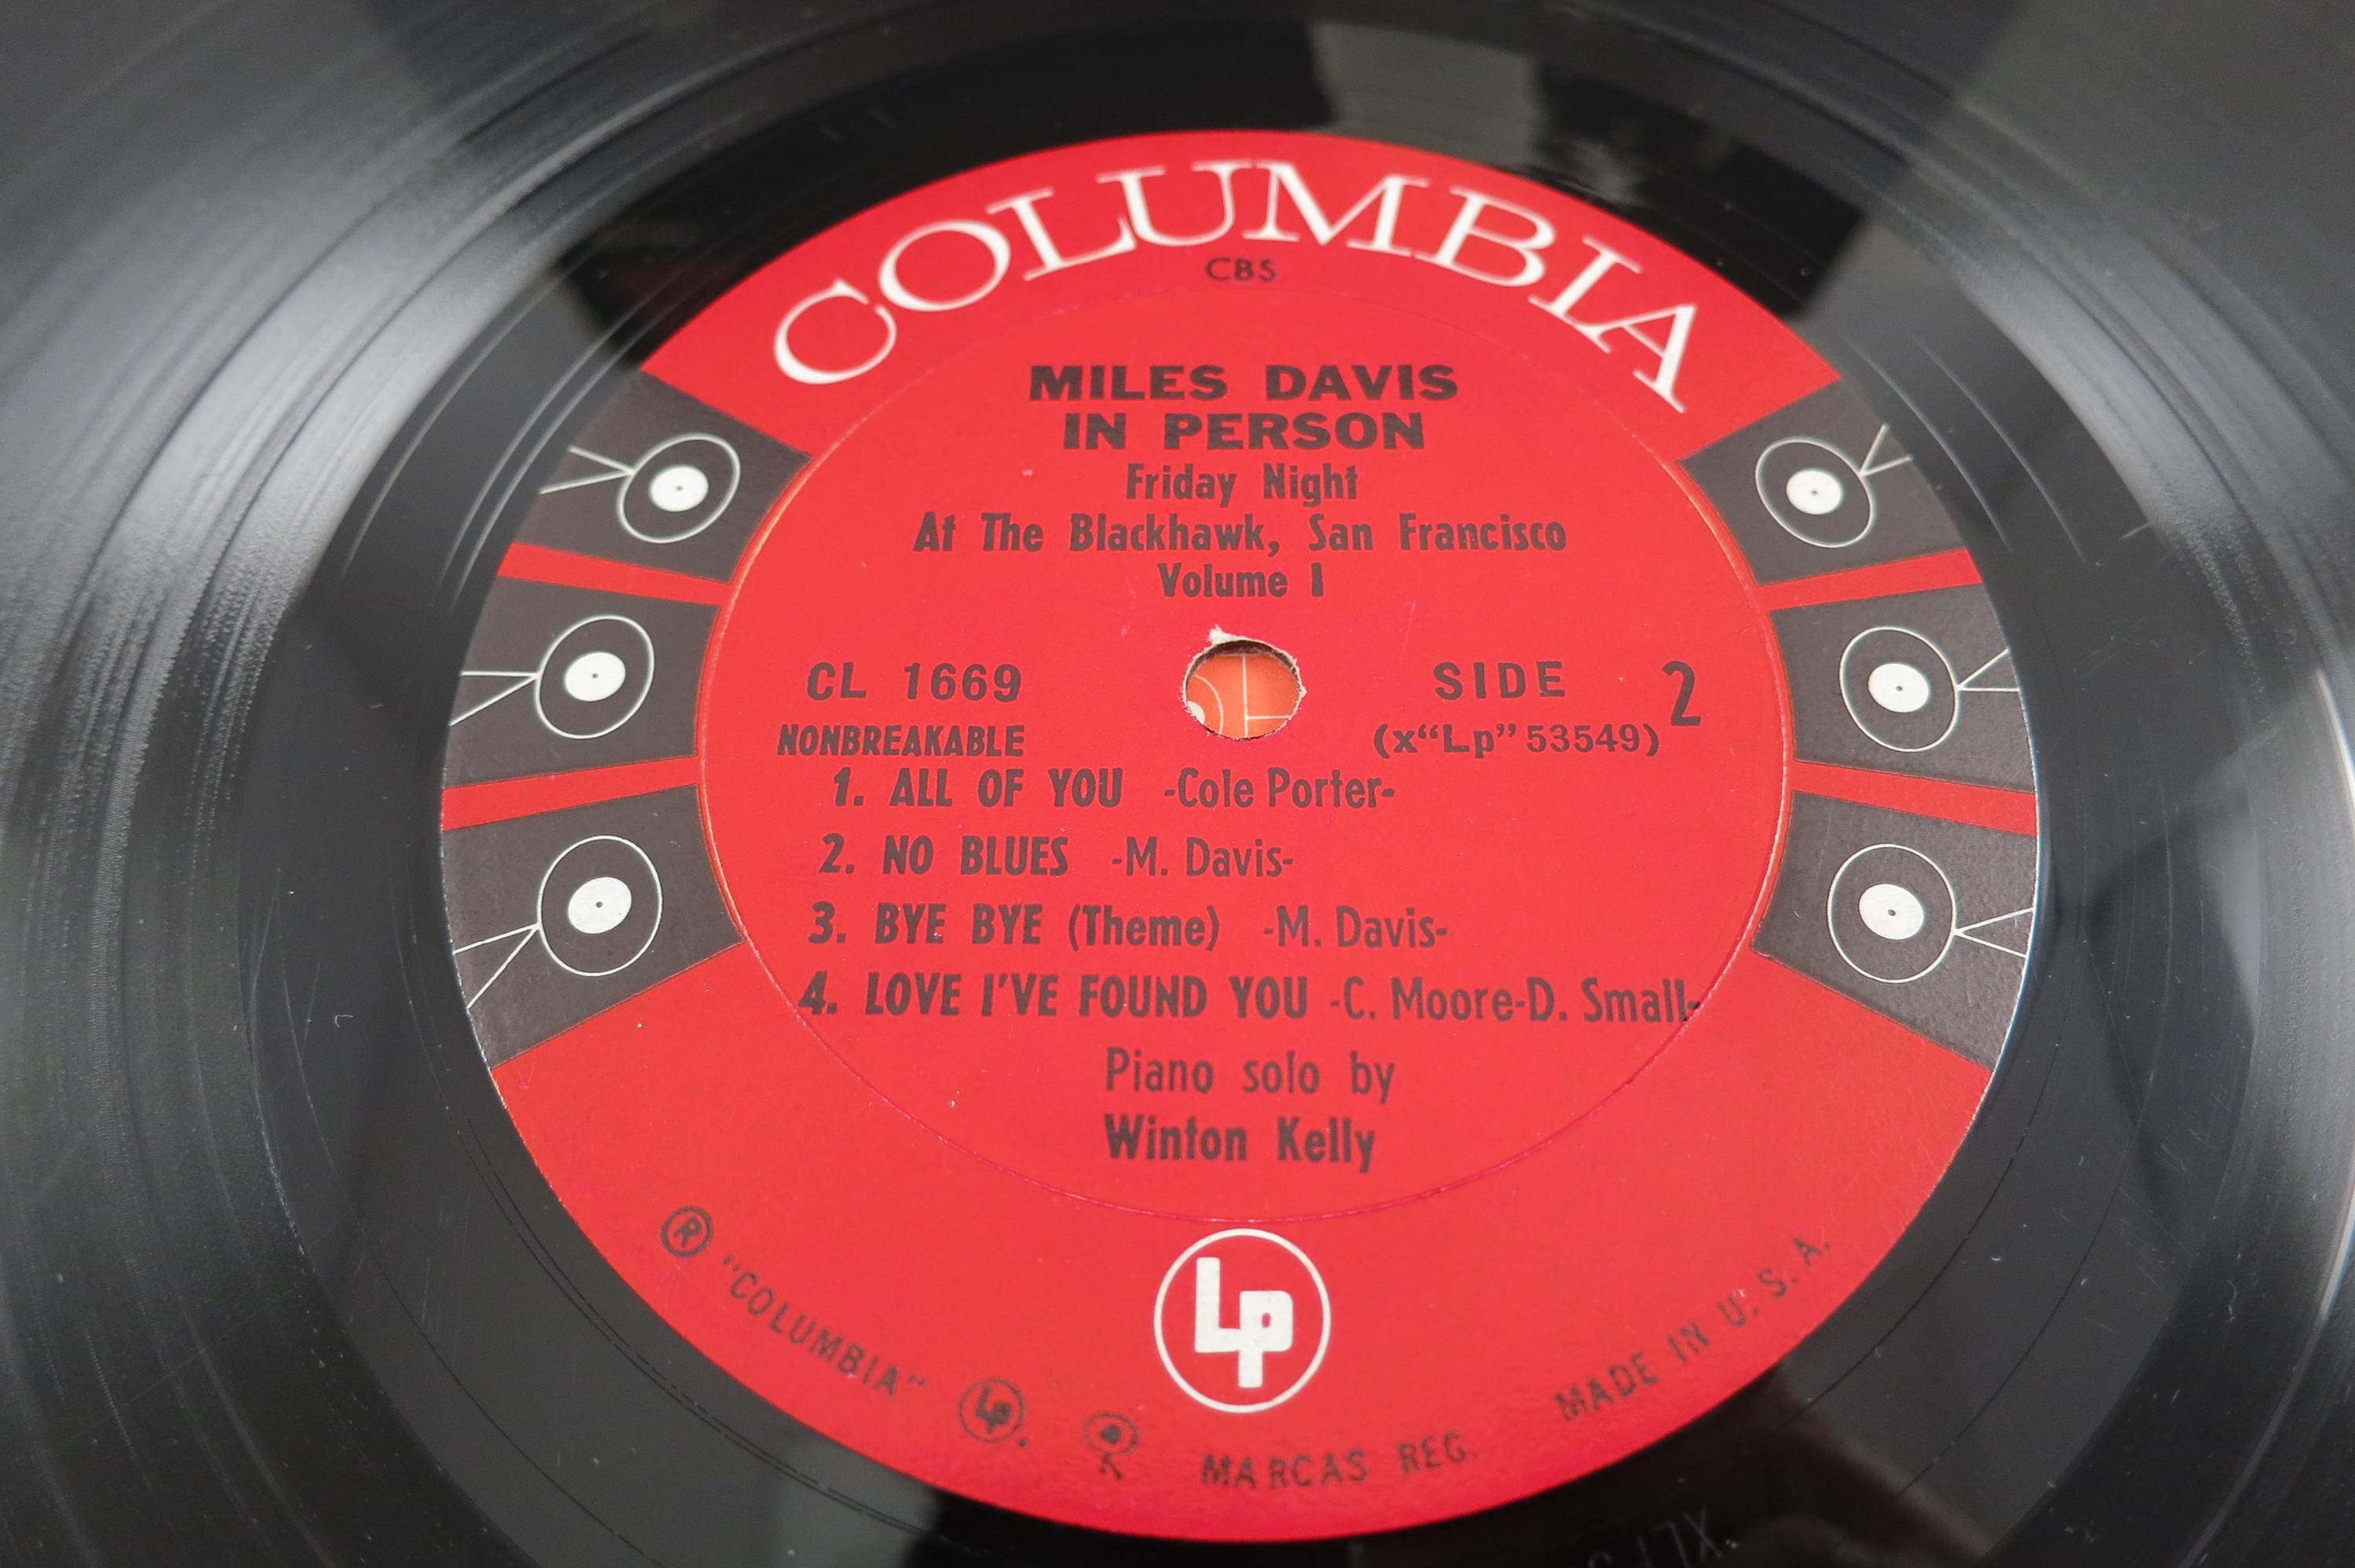 COLUMBIA
CBS
MILES DAVIS
IN PERSON
Friday Night
At The Blackhawk, San Francisco
Volume I
CL 1669
NONBREAKABLE
SIDE 2
(x“Lp” 53549)
1. ALL OF YOU -Cole Porter-
2. NO BLUES -M. Davis-
3. BYE BYE (Theme) -M. Davis-
4. LOVE I'VE FOUND YOU -C. Moore-D. Small-
Piano solo by
Winton Kelly
Lp
® "COLUMBIA" Lp. MARCAS REG. MADE IN U. S. A.